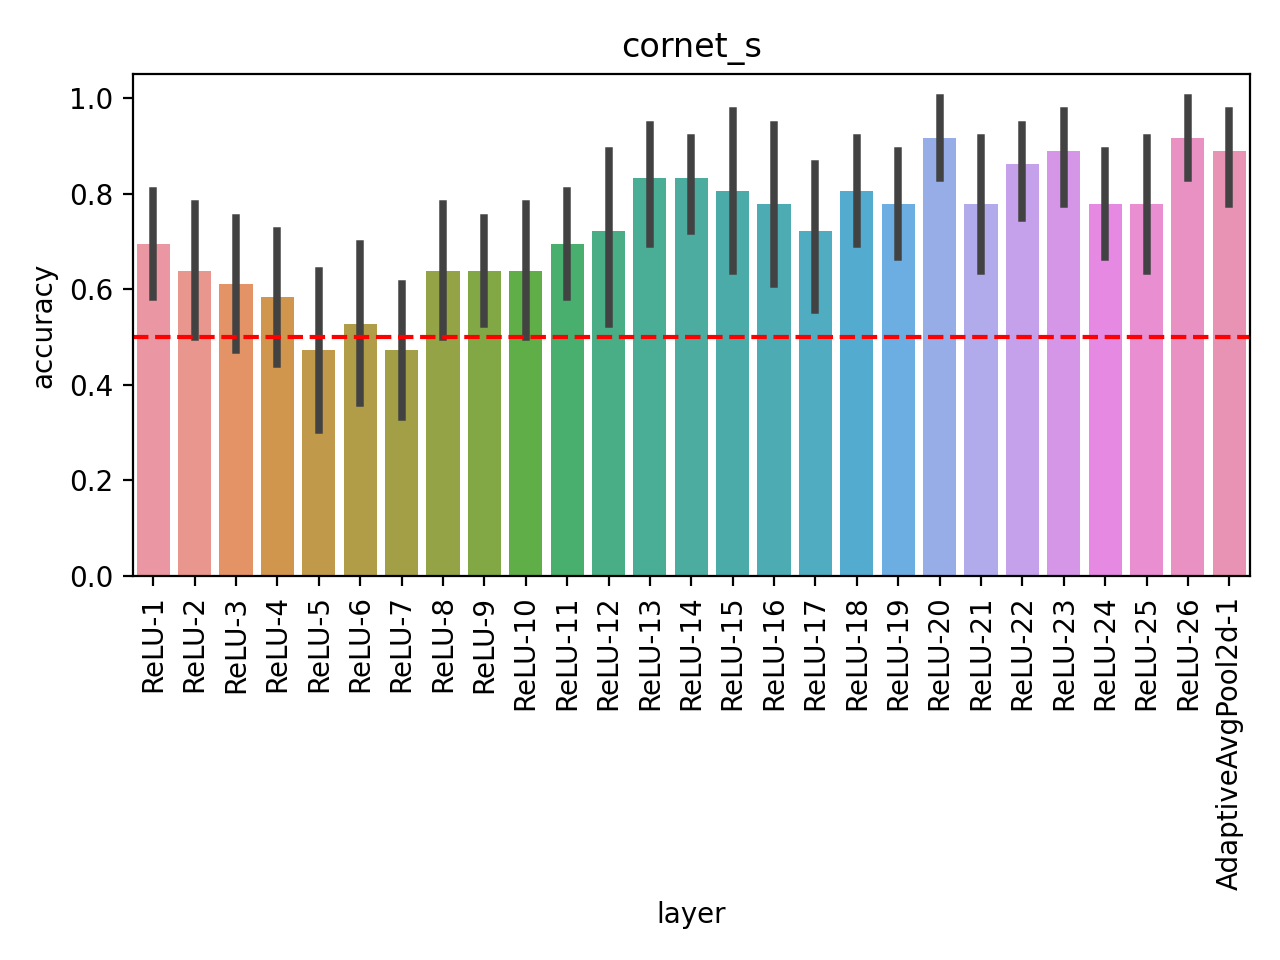 cornet_s
accuracy
1.0
0.8
0.6
0.4
0.2
0.0
ReLU-1
ReLU-2
ReLU-3
ReLU-4
ReLU-5
ReLU-6
ReLU-7
ReLU-8
ReLU-9
ReLU-10
ReLU-11
ReLU-12
ReLU-13
ReLU-14
ReLU-15
ReLU-16
ReLU-17
ReLU-18
ReLU-19
ReLU-20
ReLU-21
ReLU-22
ReLU-23
ReLU-24
ReLU-25
ReLU-26
AdaptiveAvgPool2d-1
layer